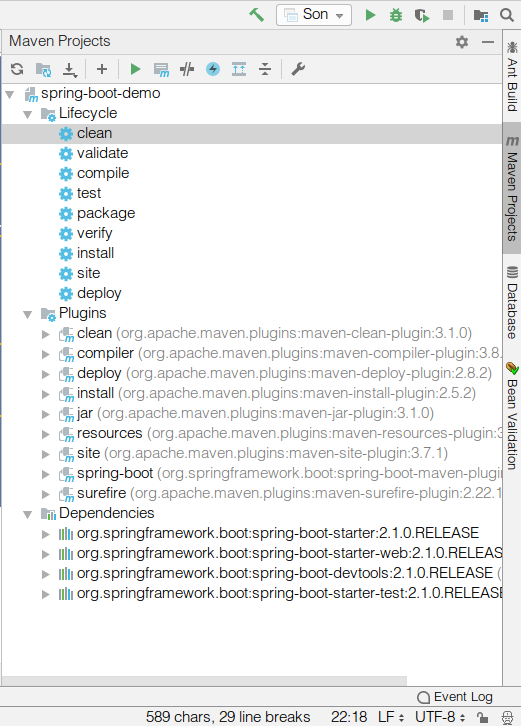 Son
Maven Projects
spring-boot-demo
Lifecycle
clean
validate
compile
test
package
verify
install
site
deploy
Plugins
clean (org.apache.maven.plugins:maven-clean-plugin:3.1.0)
compiler (org.apache.maven.plugins:maven-compiler-plugin:3.8.
deploy (org.apache.maven.plugins:maven-deploy-plugin:2.8.2)
install (org.apache.maven.plugins:maven-install-plugin:2.5.2)
jar (org.apache.maven.plugins:maven-jar-plugin:3.1.0)
resources (org.apache.maven.plugins:maven-resources-plugin:3
site (org.apache.maven.plugins:maven-site-plugin:3.7.1)
spring-boot (org.springframework.boot:spring-boot-maven-plugin
surefire (org.apache.maven.plugins:maven-surefire-plugin:2.22.1
Dependencies
org.springframework.boot:spring-boot-starter:2.1.0.RELEASE
org.springframework.boot:spring-boot-starter-web:2.1.0.RELEAS
org.springframework.boot:spring-boot-devtools:2.1.0.RELEASE (
org.springframework.boot:spring-boot-starter-test:2.1.0.RELEASE
Ant Build
Maven Projects
Database
Bean Validation
Event Log
589 chars, 29 line breaks 22:18 LF UTF-8